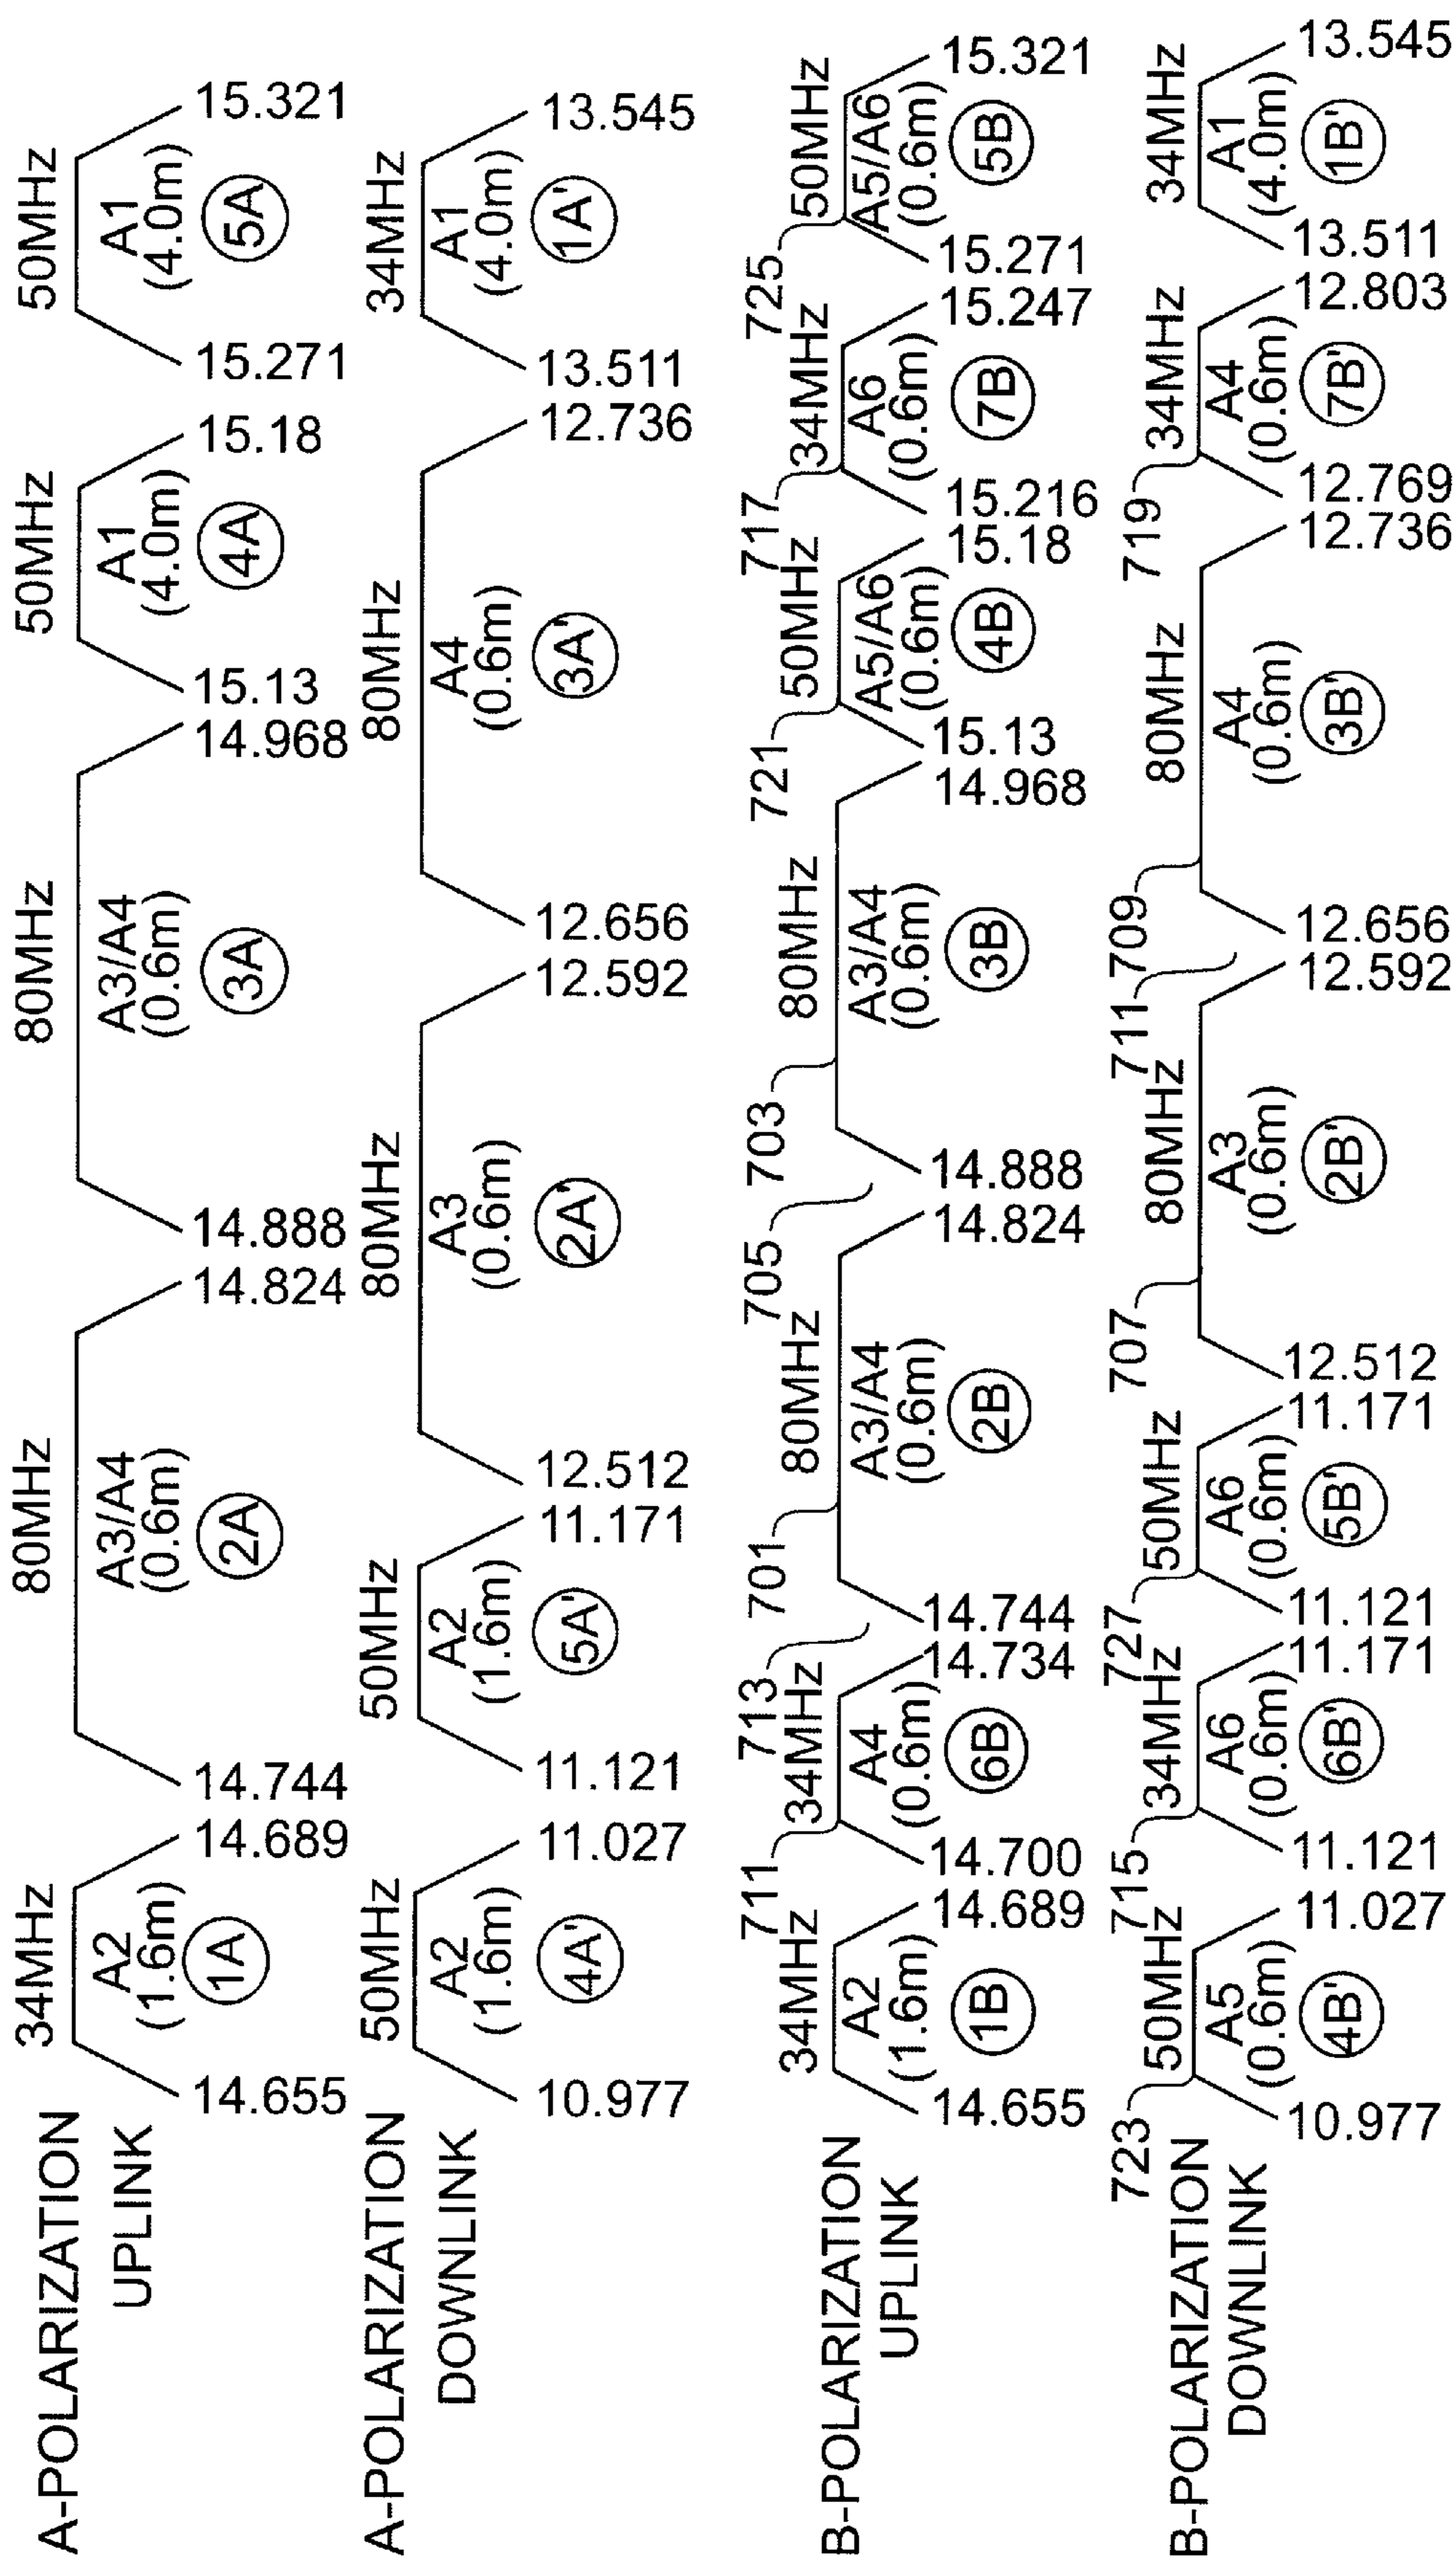 A-POLARIZATION
UPLINK
34MHz
A2
(1.6m)
1A
14.655
14.689
80MHz
A3/A4
(0.6m)
2A
14.744
14.824
80MHz
A3/A4
(0.6m)
3A
14.888
14.968
50MHz
A1
(4.0m)
4A
15.13
15.18
50MHz
A1
(4.0m)
5A
15.271
15.321
A-POLARIZATION
DOWNLINK
50MHz
A2
(1.6m)
4A'
10.977
11.027
50MHz
A2
(1.6m)
5A'
11.121
11.171
80MHz
A3
(0.6m)
2A'
12.512
12.592
80MHz
A4
(0.6m)
3A'
12.656
12.736
34MHz
A1
(4.0m)
1A'
13.511
13.545
B-POLARIZATION
UPLINK
34MHz
A2
(1.6m)
1B
14.655
14.689
711
34MHz
A4
(0.6m)
6B
14.700
14.734
713
701
80MHz
A3/A4
(0.6m)
2B
14.744
14.824
705
703
80MHz
A3/A4
(0.6m)
3B
14.888
14.968
721
50MHz
A5/A6
(0.6m)
4B
15.13
15.18
717
34MHz
A6
(0.6m)
7B
15.216
15.247
725
50MHz
A5/A6
(0.6m)
5B
15.271
15.321
B-POLARIZATION
DOWNLINK
723
50MHz
A5
(0.6m)
4B'
10.977
11.027
715
34MHz
A6
(0.6m)
6B'
11.121
11.171
727
50MHz
A6
(0.6m)
5B'
11.121
11.171
707
80MHz
A3
(0.6m)
2B'
12.512
12.592
711
709
80MHz
A4
(0.6m)
3B'
12.656
12.736
719
34MHz
A4
(0.6m)
7B'
12.769
12.803
34MHz
A1
(4.0m)
1B'
13.511
13.545